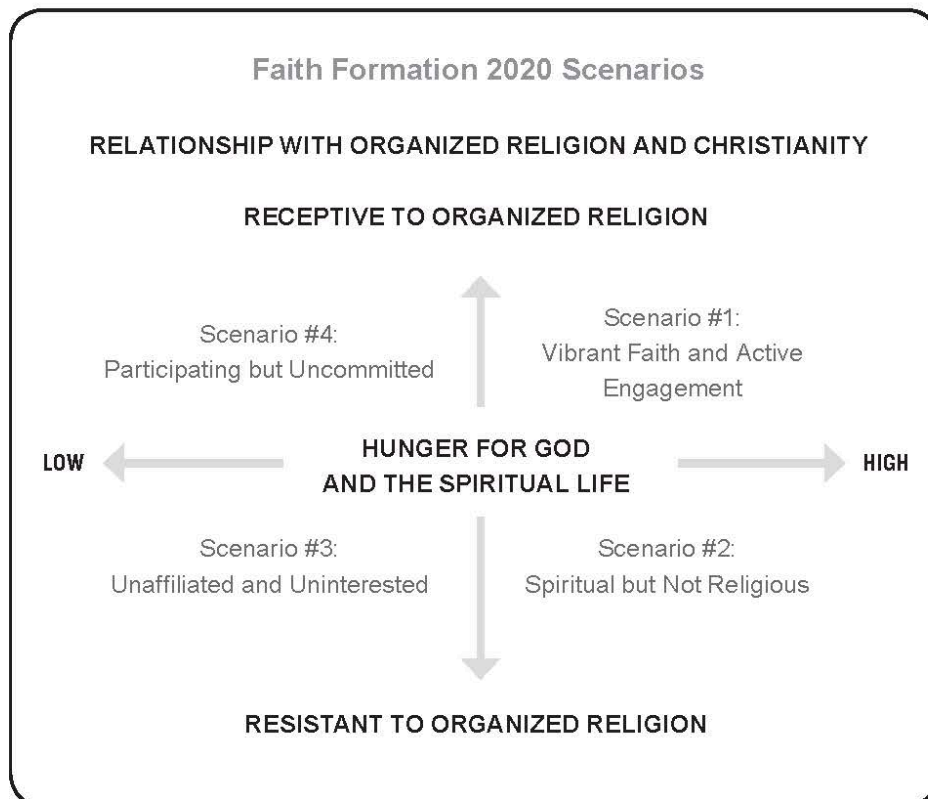 Faith Formation 2020 Scenarios
RELATIONSHIP WITH ORGANIZED RELIGION AND CHRISTIANITY
RECEPTIVE TO ORGANIZED RELIGION
Scenario #4:
Participating but Uncommitted
Scenario #1:
Vibrant Faith and Active
Engagement
LOW
HUNGER FOR GOD
AND THE SPIRITUAL LIFE
HIGH
Scenario #3:
Unaffiliated and Uninterested
Scenario #2:
Spiritual but Not Religious
RESISTANT TO ORGANIZED RELIGION